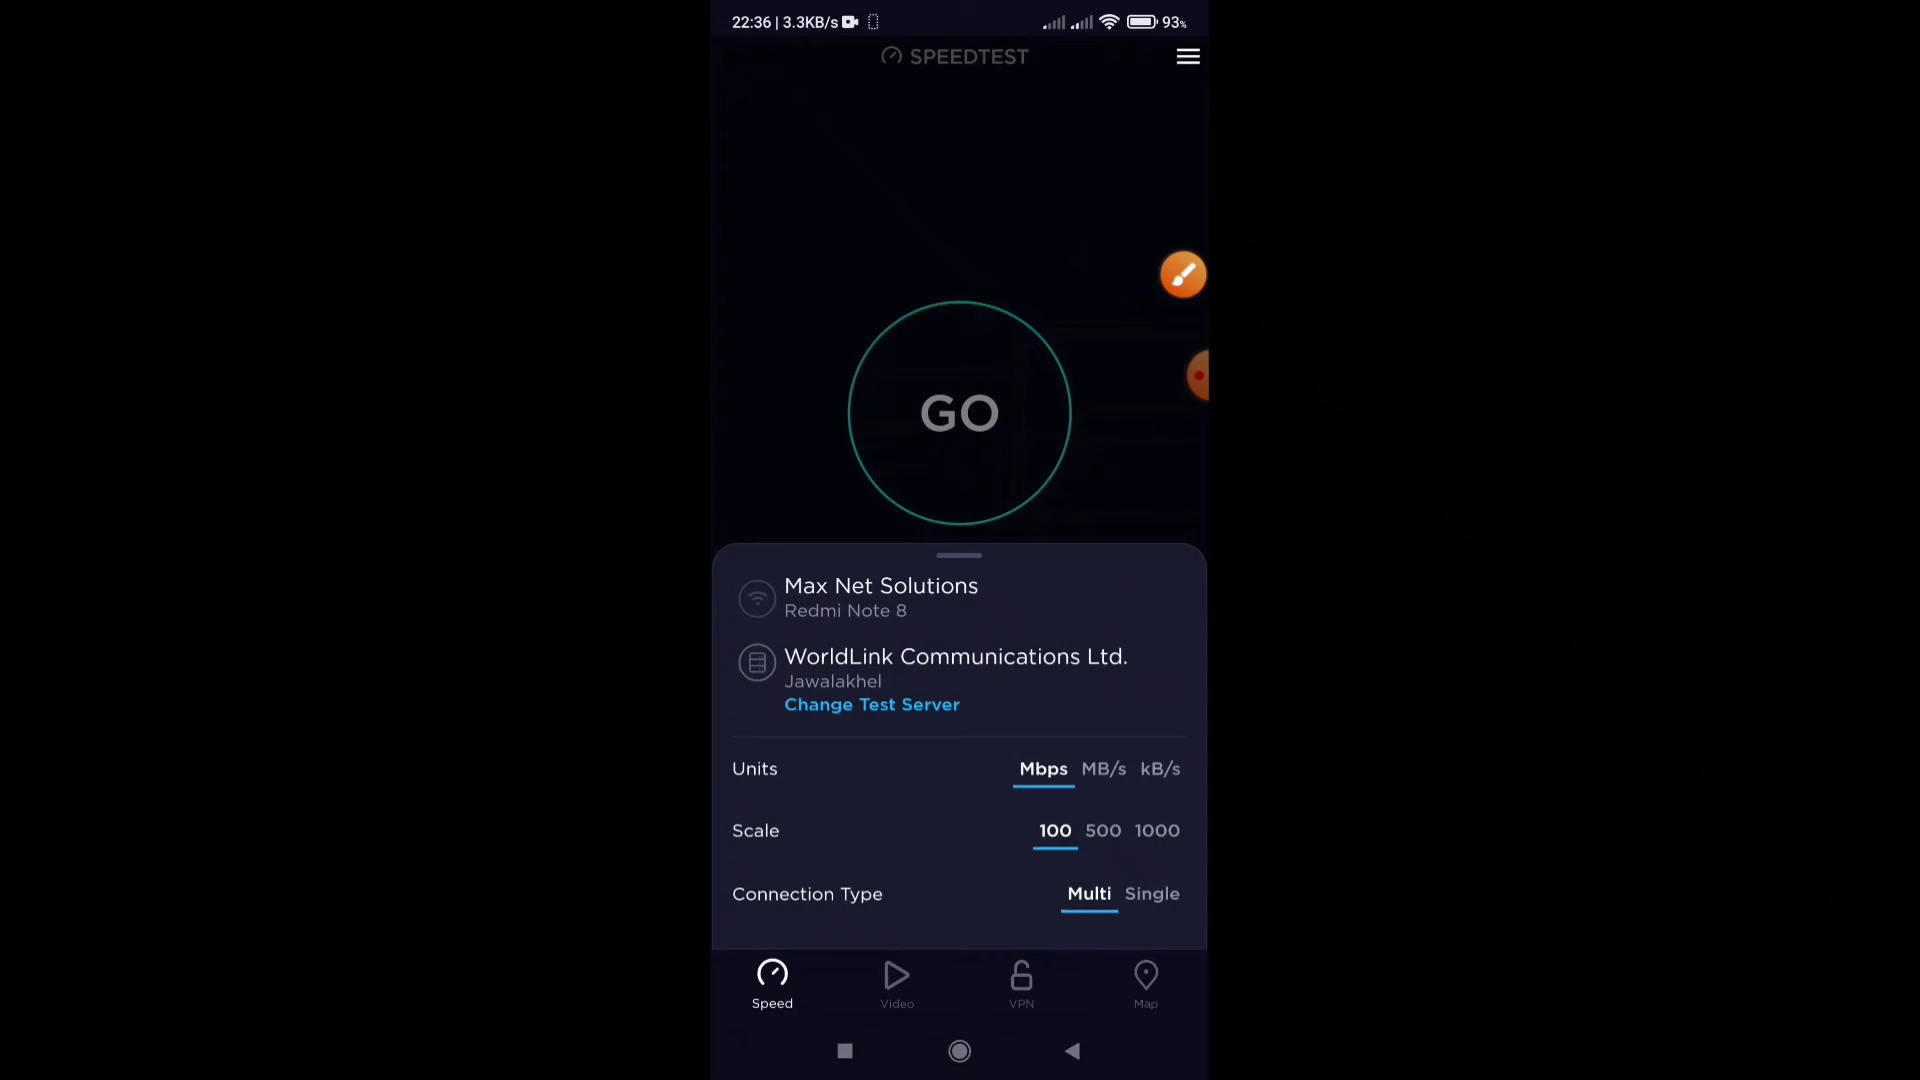 22:36 | 3.3KB/s 93%
SPEEDTEST
GO
Max Net Solutions
Redmi Note 8
WorldLink Communications Ltd.
Jawalakhel
Change Test Server
Units Mbps MB/s kB/s
Scale 100 500 1000
Connection Type Multi Single
Speed Video VPN Map